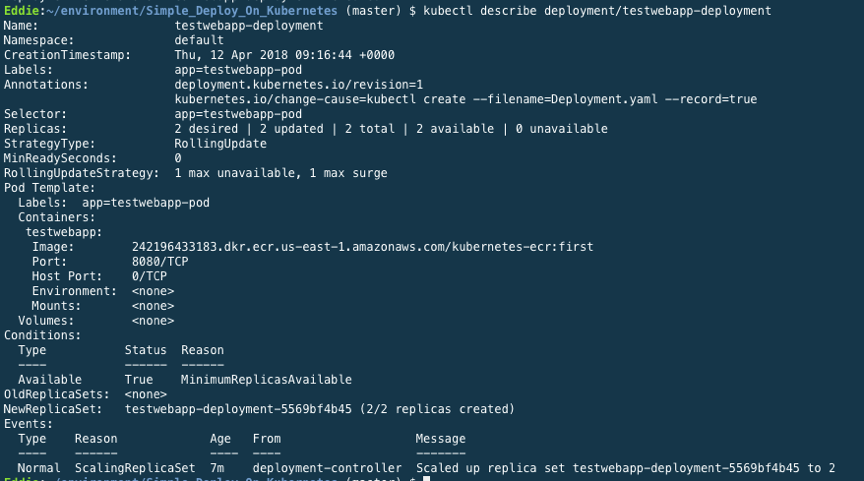 Eddie:~/environment/Simple_Deploy_On_Kubernetes (master) $ kubectl describe deployment/testwebapp-deployment
Name: testwebapp-deployment
Namespace: default
CreationTimestamp: Thu, 12 Apr 2018 09:16:44 +0000
Labels: app=testwebapp-pod
Annotations: deployment.kubernetes.io/revision=1
kubernetes.io/change-cause=kubectl create --filename=Deployment.yaml --record=true
Selector: app=testwebapp-pod
Replicas: 2 desired | 2 updated | 2 total | 2 available | 0 unavailable
StrategyType: RollingUpdate
MinReadySeconds: 0
RollingUpdateStrategy: 1 max unavailable, 1 max surge
Pod Template:
Labels: app=testwebapp-pod
Containers:
testwebapp:
Image: 242196433183.dkr.ecr.us-east-1.amazonaws.com/kubernetes-ecr:first
Port: 8080/TCP
Host Port: 0/TCP
Environment: <none>
Mounts: <none>
Volumes: <none>
Conditions:
Type Status Reason
---- ------ ------
Available True MinimumReplicasAvailable
OldReplicaSets: <none>
NewReplicaSet: testwebapp-deployment-5569bf4b45 (2/2 replicas created)
Events:
Type Reason Age From Message
---- ------ ---- ---- -------
Normal ScalingReplicaSet 7m deployment-controller Scaled up replica set testwebapp-deployment-5569bf4b45 to 2
Eddie:~/environment/Simple_Deploy_On_Kubernetes (master) $